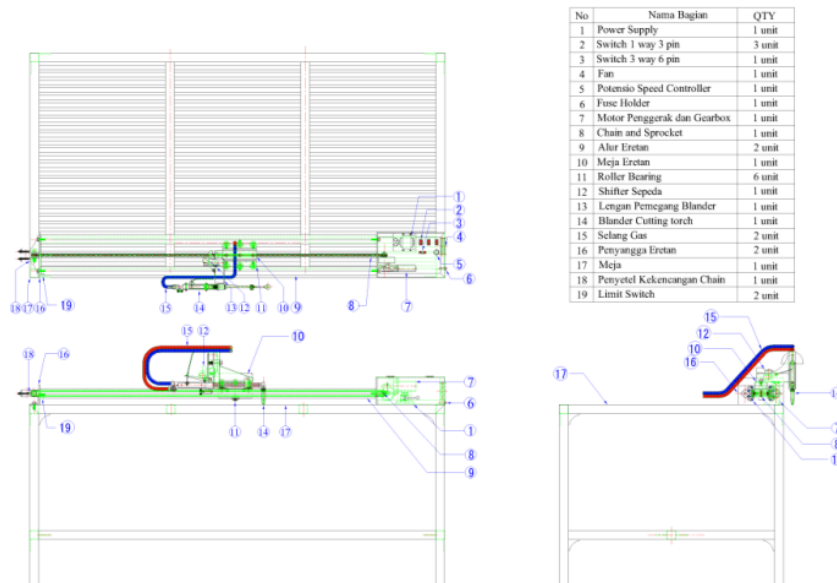 No Nama Bagian QTY
1 Power Supply 1 unit
2 Switch 1 way 3 pin 3 unit
3 Switch 3 way 6 pin 1 unit
4 Fan 1 unit
5 Potensio Speed Controller 1 unit
6 Fuse Holder 1 unit
7 Motor Penggerak dan Gearbox 1 unit
8 Chain and Sprocket 1 unit
9 Alur Eretan 2 unit
10 Meja Eretan 1 unit
11 Roller Bearing 6 unit
12 Shifter Sepeda 1 unit
13 Lengan Pemegang Blander 1 unit
14 Blander Cutting torch 1 unit
15 Selang Gas 2 unit
16 Penyangga Eretan 2 unit
17 Meja 1 unit
18 Penyetel Kekencangan Chain 1 unit
19 Limit Switch 2 unit
1
2
3
4
5
6
18 17 16 19 15 14 13 12 11 10 9 8 7
15 12 10
18 16
7
6
19 11 14 17 1
8
9
15
12
10
16
17